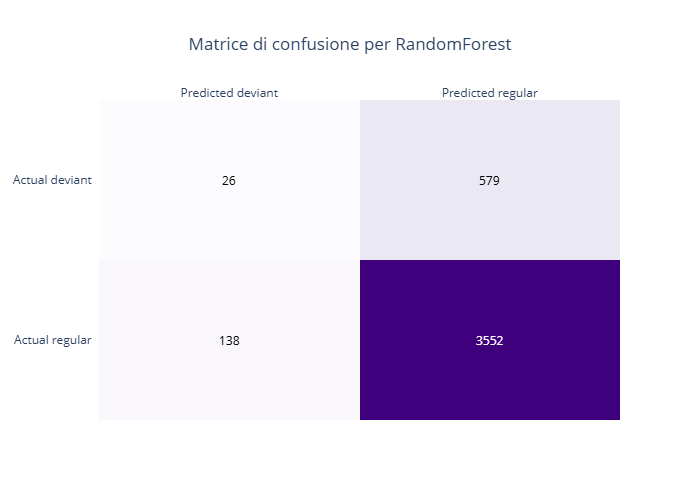 Matrice di confusione per RandomForest
Predicted deviant Predicted regular
Actual deviant 26 579
Actual regular 138 3552